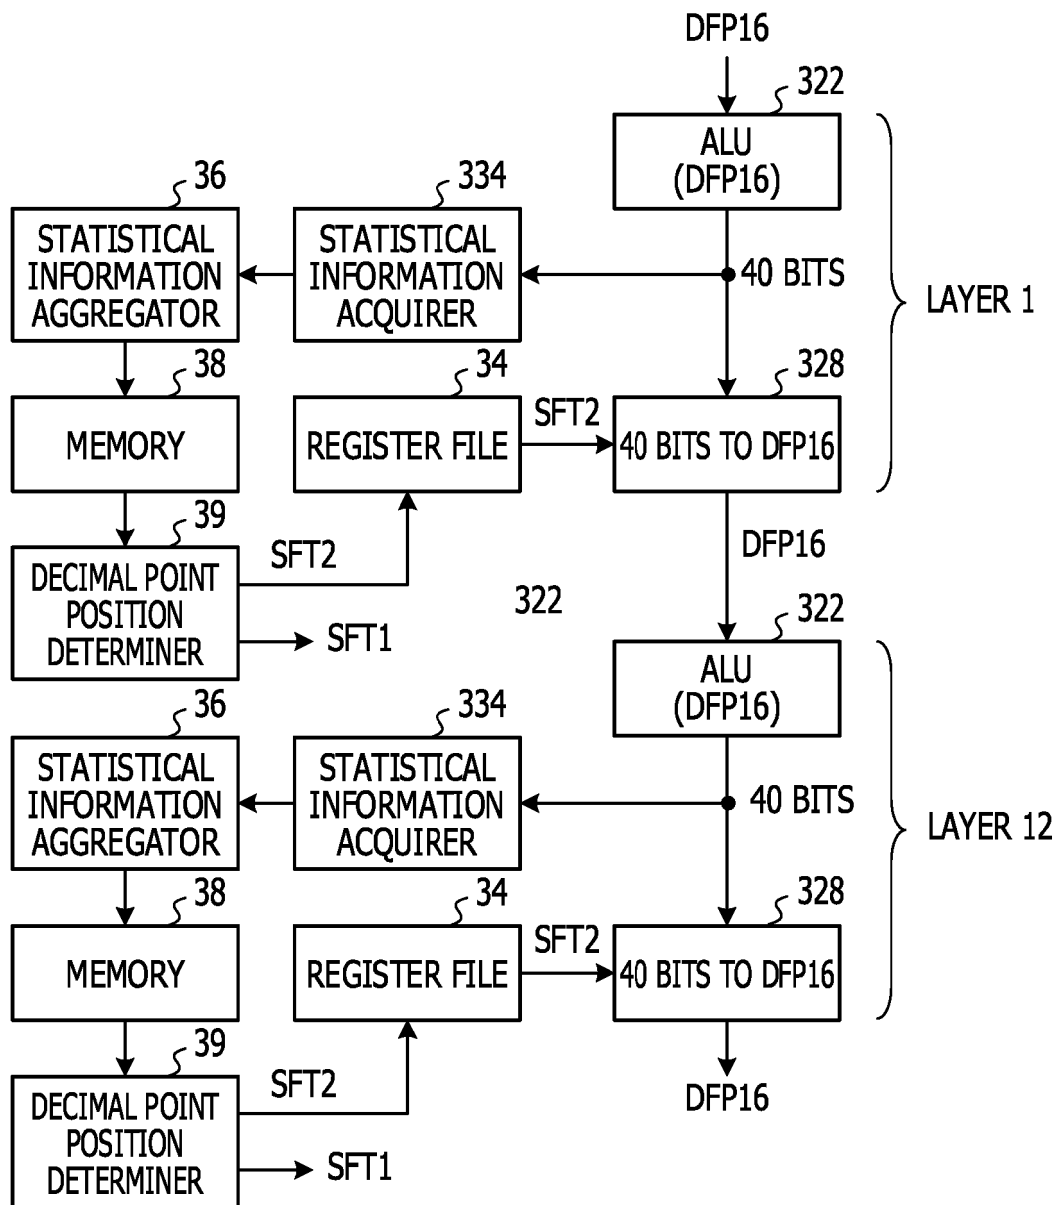 DFP16
322
ALU
(DFP16)
36
334
STATISTICAL
INFORMATION
AGGREGATOR
STATISTICAL
INFORMATION
ACQUIRER
40 BITS
LAYER 1
38
34
328
MEMORY
REGISTER FILE
SFT2
40 BITS TO DFP16
39
DECIMAL POINT
POSITION
DETERMINER
SFT2
SFT1
DFP16
322
322
ALU
(DFP16)
36
334
STATISTICAL
INFORMATION
AGGREGATOR
STATISTICAL
INFORMATION
ACQUIRER
40 BITS
LAYER 12
38
34
328
MEMORY
REGISTER FILE
SFT2
40 BITS TO DFP16
39
DECIMAL POINT
POSITION
DETERMINER
SFT2
SFT1
DFP16